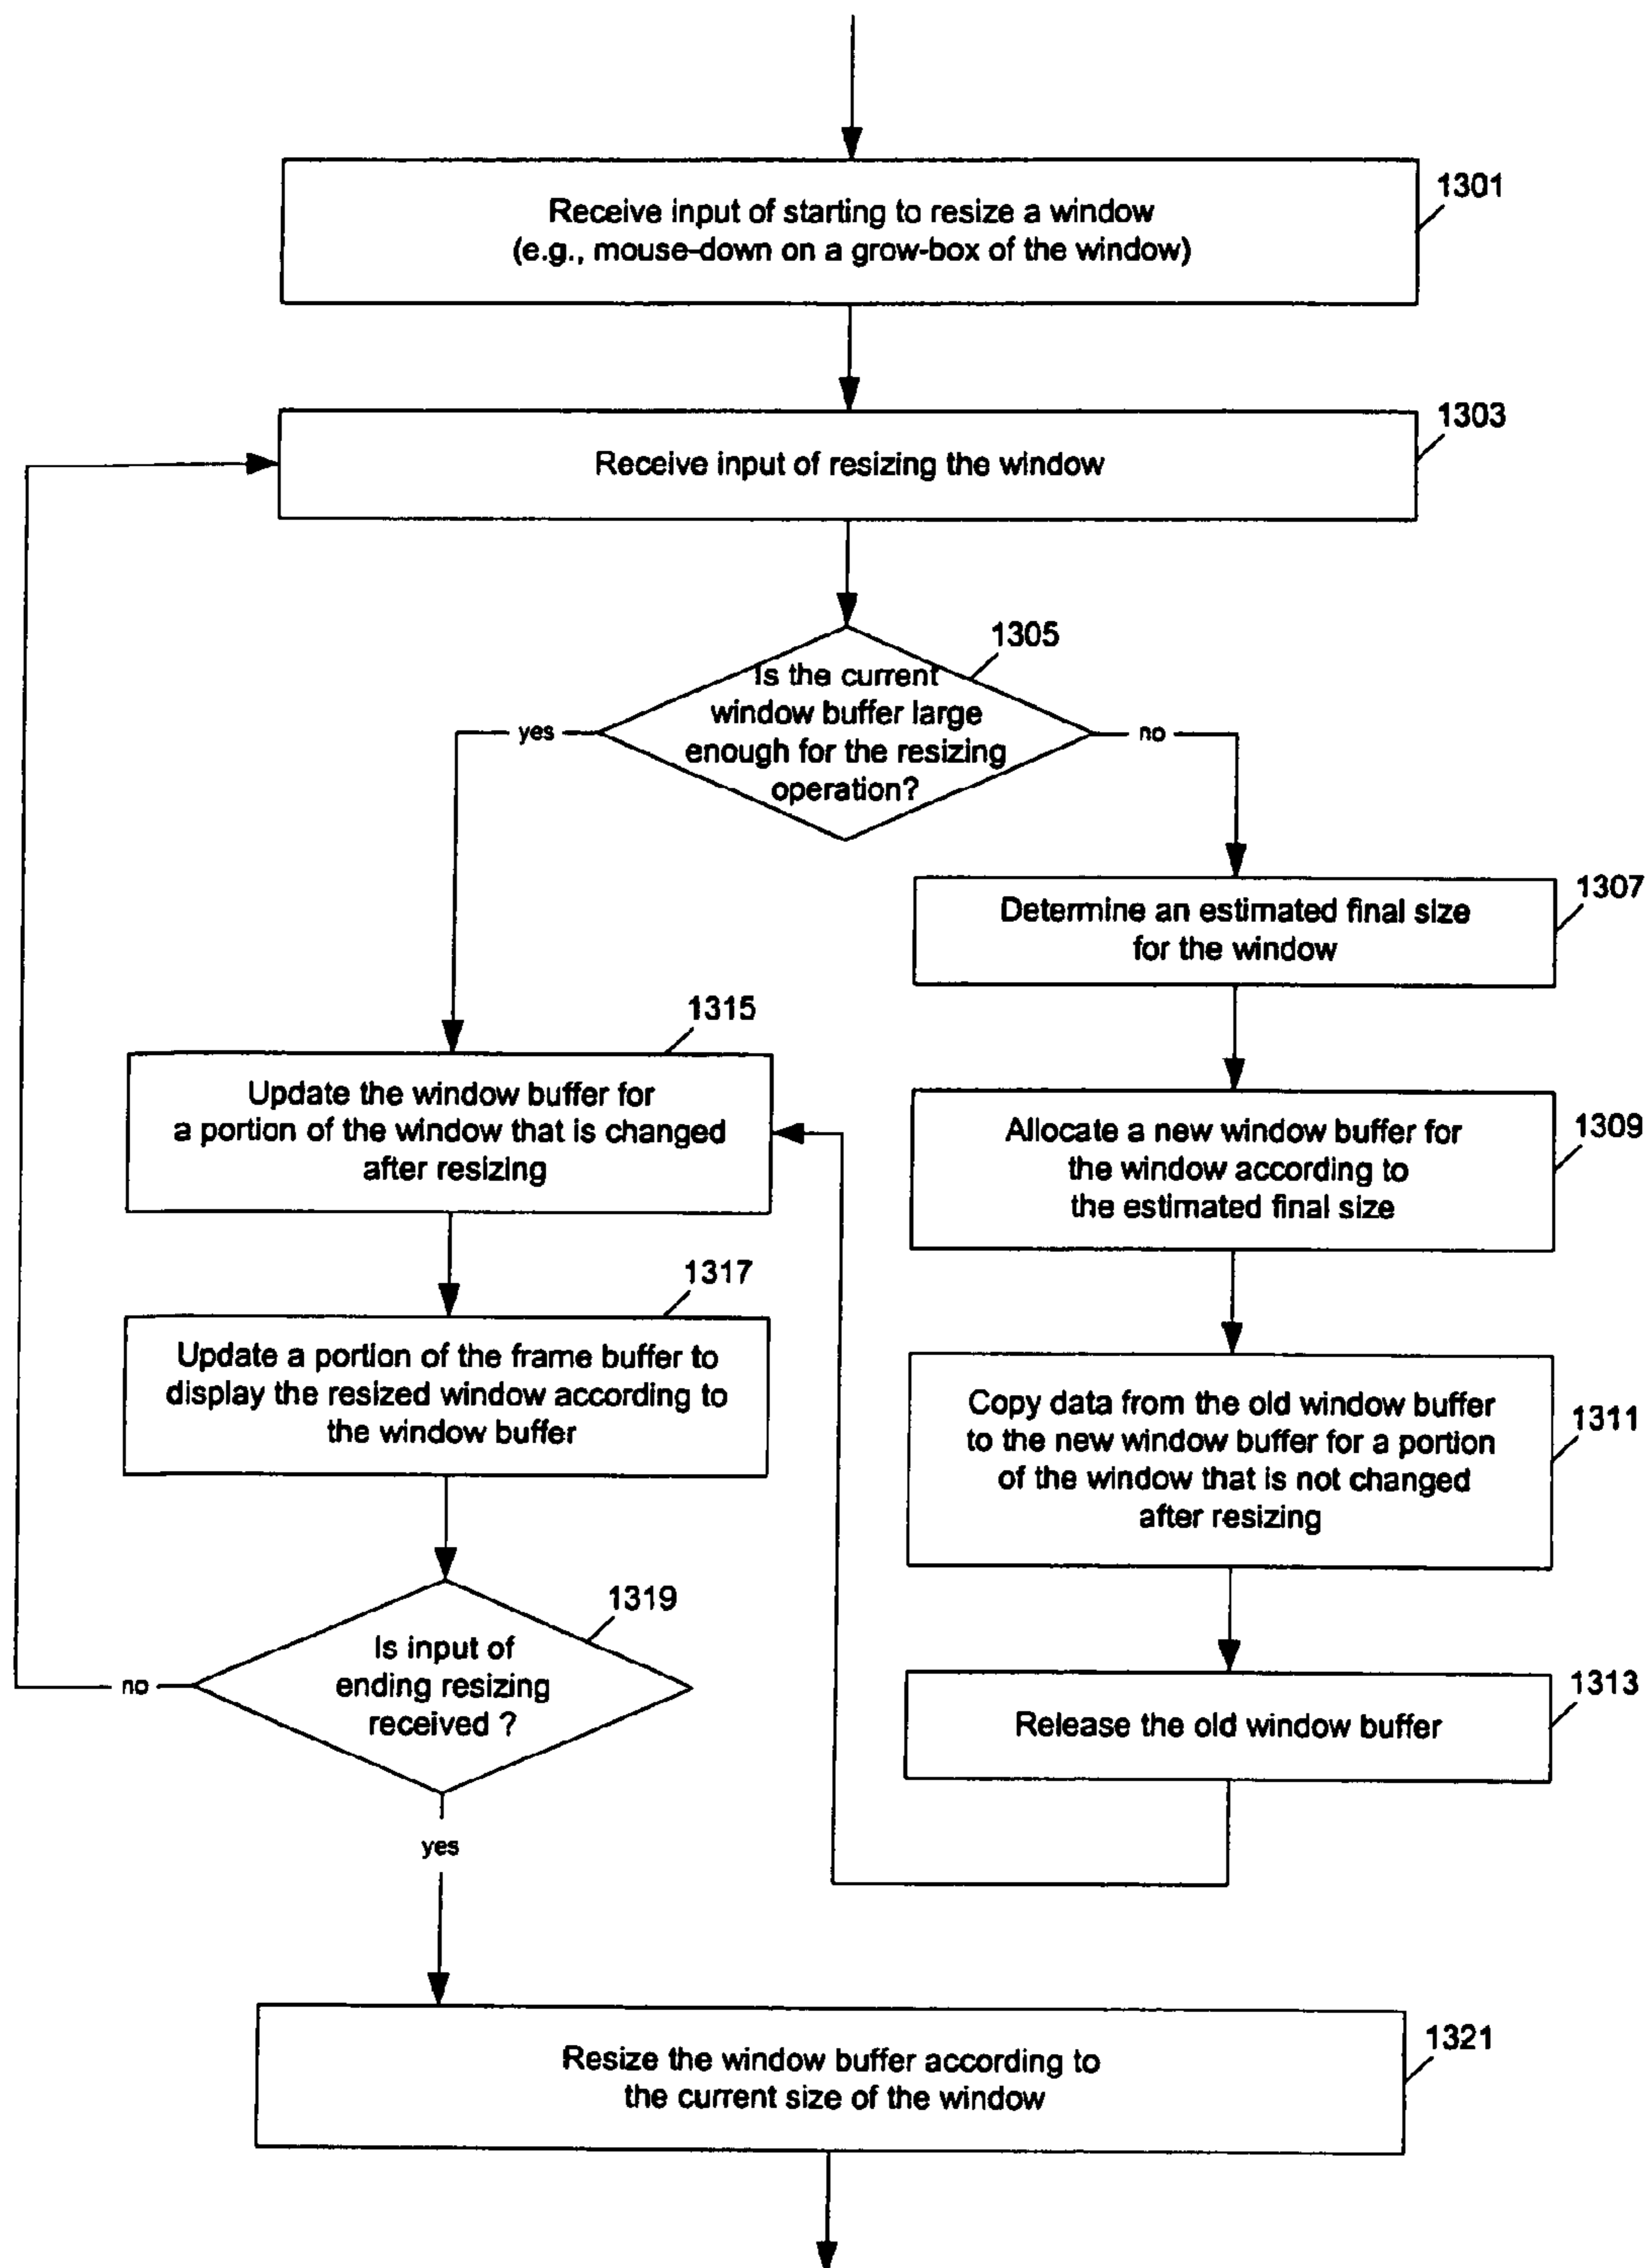 1301
Receive input of starting to resize a window
(e.g., mouse-down on a grow-box of the window)
1303
Receive input of resizing the window
1305
Is the current
window buffer large
enough for the resizing
operation?
yes
no
1307
Determine an estimated final size
for the window
1309
Allocate a new window buffer for
the window according to
the estimated final size
1311
Copy data from the old window buffer
to the new window buffer for a portion
of the window that is not changed
after resizing
1313
Release the old window buffer
1315
Update the window buffer for
a portion of the window that is changed
after resizing
1317
Update a portion of the frame buffer to
display the resized window according to
the window buffer
1319
Is input of
ending resizing
received ?
no
yes
1321
Resize the window buffer according to
the current size of the window